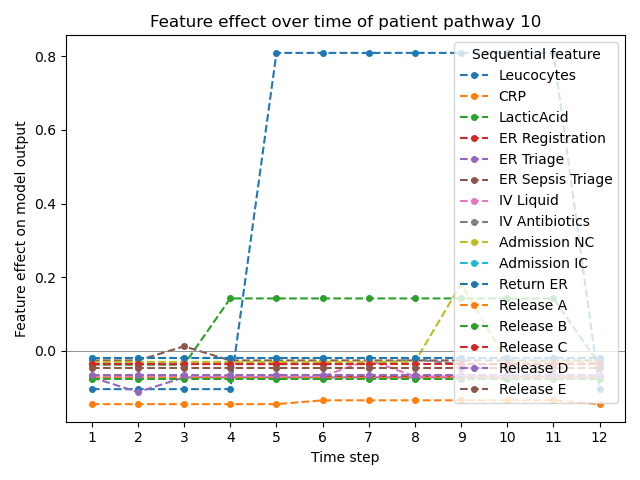 Feature effect over time of patient pathway 10
Feature effect on model output
0.8
0.6
0.4
0.2
0.0
Sequential feature
Leucocytes
CRP
LacticAcid
ER Registration
ER Triage
ER Sepsis Triage
IV Liquid
IV Antibiotics
Admission NC
Admission IC
Return ER
Release A
Release B
Release C
Release D
Release E
1 2 3 4 5 6 7 8 9 10 11 12
Time step